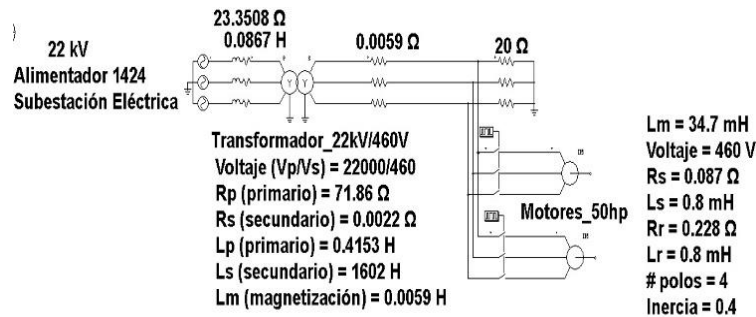 )
23.3508 Ω
0.0867 H
0.0059 Ω
20 Ω
22 kV
Alimentador 1424
Subestación Eléctrica
Transformador_22kV/460V
Voltaje (Vp/Vs) = 22000/460
Rp (primario) = 71.86 Ω
Rs (secundario) = 0.0022 Ω
Lp (primario) = 0.4153 H
Ls (secundario) = 1602 H
Lm (magnetización) = 0.0059 H
Motores_50hp
Lm = 34.7 mH
Voltaje = 460 V
Rs = 0.087 Ω
Ls = 0.8 mH
Rr = 0.228 Ω
Lr = 0.8 mH
# polos = 4
Inercia = 0.4